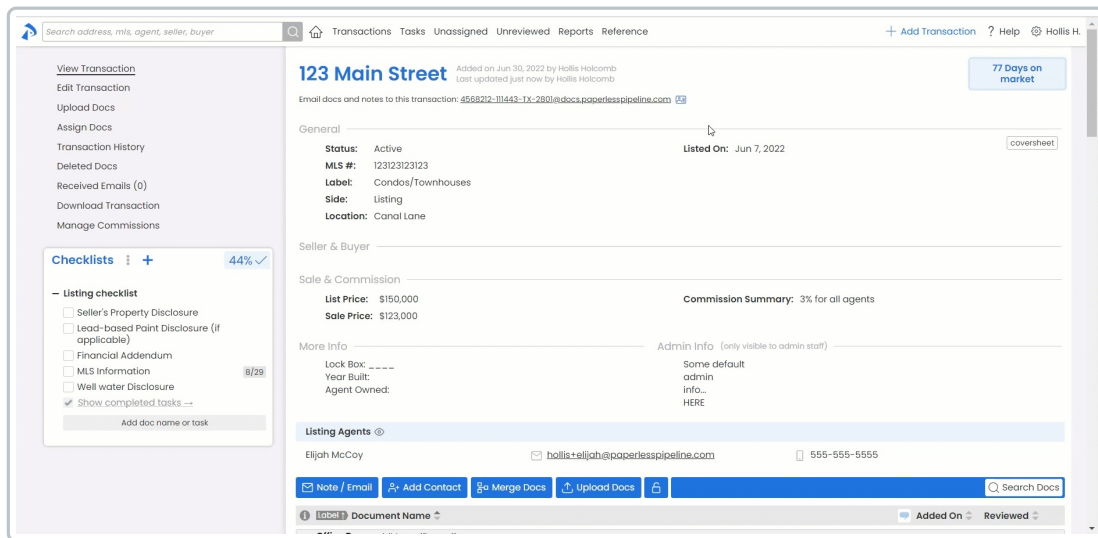 Search address, mls, agent, seller, buyer
Transactions Tasks Unassigned Unreviewed Reports Reference
+ Add Transaction ? Help Hollis H.
View Transaction
Edit Transaction
Upload Docs
Assign Docs
Transaction History
Deleted Docs
Received Emails (0)
Download Transaction
Manage Commissions
Checklists + 44%
Listing checklist
Seller's Property Disclosure
Lead-based Paint Disclosure (if
applicable)
Financial Addendum
MLS Information 8/29
Well water Disclosure
Show completed tasks →
Add doc name or task
123 Main Street
Added on Jun 30, 2022 by Hollis Holcomb
Last updated just now by Hollis Holcomb
77 Days on
market
Email docs and notes to this transaction: 4568212-111443-TX-2801@docs.paperlesspipeline.com
General
coversheet
Status: Active
Listed On: Jun 7, 2022
MLS #: 123123123123
Label: Condos/Townhouses
Side: Listing
Location: Canal Lane
Seller & Buyer
Sale & Commission
List Price: $150,000
Commission Summary: 3% for all agents
Sale Price: $123,000
More Info
Lock Box: ____
Year Built:
Agent Owned:
Admin Info (only visible to admin staff)
Some default
admin
info...
HERE
Listing Agents
Elijah McCoy hollis+elijah@paperlesspipeline.com 555-555-5555
Note / Email Add Contact Merge Docs Upload Docs Search Docs
Label Document Name Added On Reviewed